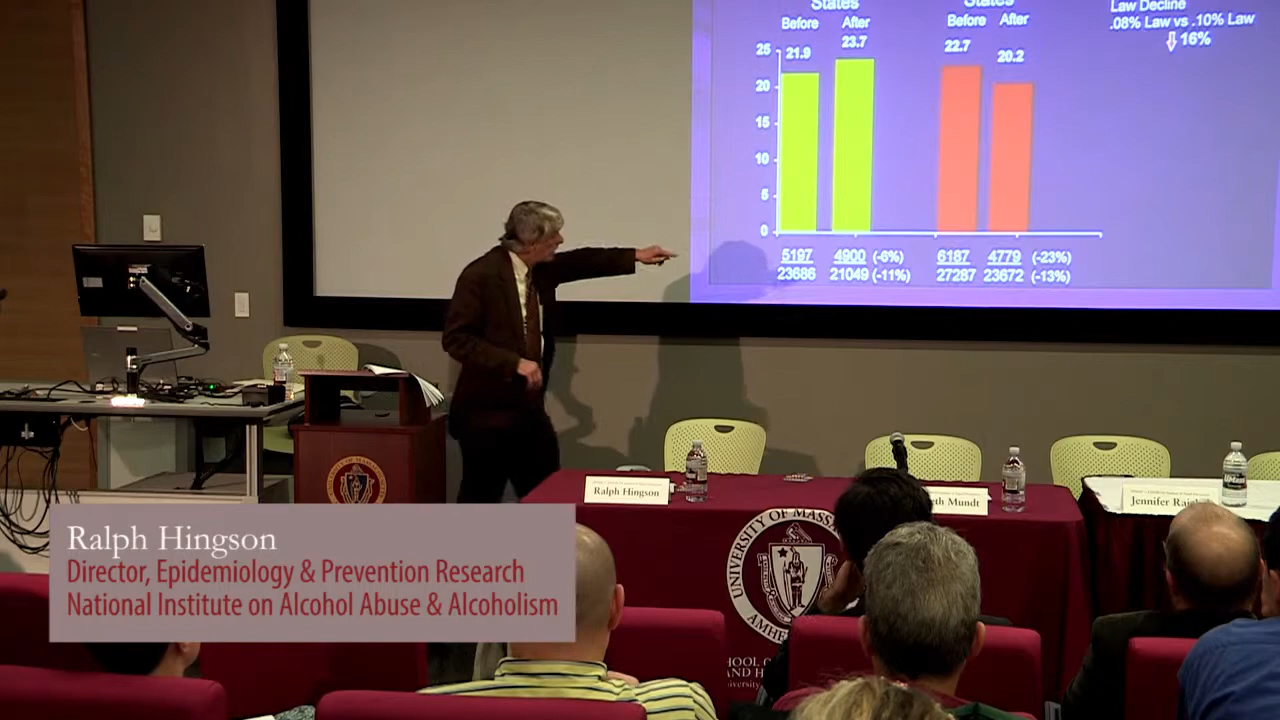 States
States
Before
After
Before
After
Law Decline
.08% Law vs .10% Law
16%
25
20
15
10
5
0
21.9
23.7
22.7
20.2
5197
4900 (-6%)
6187
4779 (-23%)
23686
21049 (-11%)
27287
23672 (-13%)
Ralph Hingson
Mundt
Jennifer
UNIVERSITY OF MASSA
AMHE
Ralph Hingson
Director, Epidemiology & Prevention Research
National Institute on Alcohol Abuse & Alcoholism